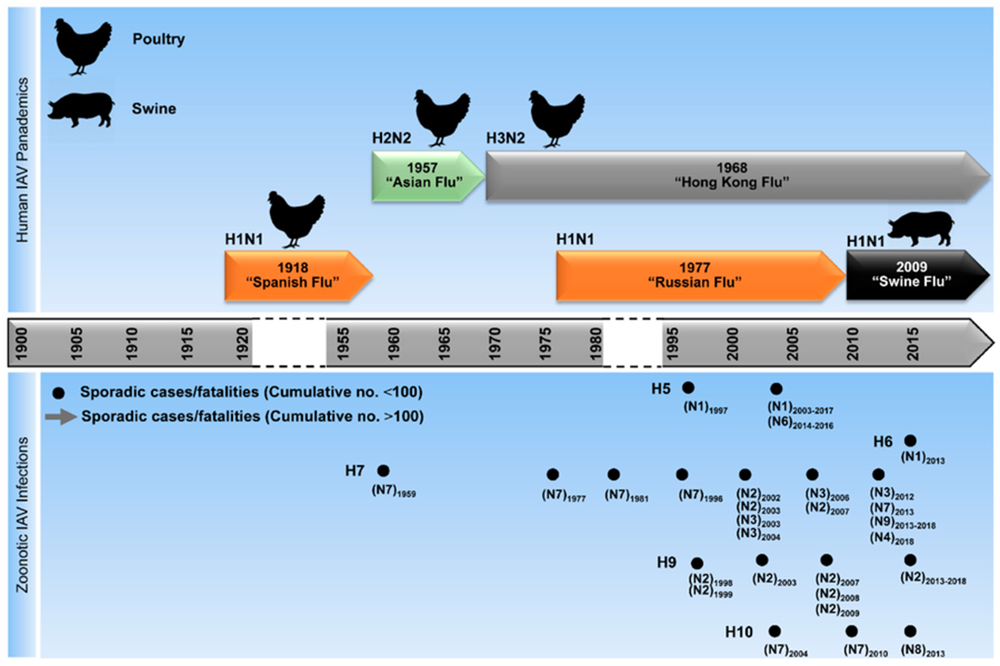 Human IAV Panademics
Poultry
Swine
H2N2
1957
“Asian Flu”
H3N2
1968
“Hong Kong Flu”
H1N1
1918
“Spanish Flu”
H1N1
1977
“Russian Flu”
H1N1
2009
“Swine Flu”
1900 1905 1910 1915 1920 1955 1960 1965 1970 1975 1980 1995 2000 2005 2010 2015
Zoonotic IAV Infections
Sporadic cases/fatalities (Cumulative no. <100)
Sporadic cases/fatalities (Cumulative no. >100)
H5
(N1)1997
(N1)2003-2017
(N6)2014-2016
H6
(N1)2013
H7
(N7)1959
(N7)1977
(N7)1981
(N7)1996
(N2)2002
(N2)2003
(N3)2003
(N3)2004
(N3)2006
(N2)2007
(N3)2012
(N7)2013
(N9)2013-2018
(N4)2018
H9
(N2)1998
(N2)1999
(N2)2003
(N2)2007
(N2)2008
(N2)2009
(N2)2013-2018
H10
(N7)2004
(N7)2010
(N8)2013